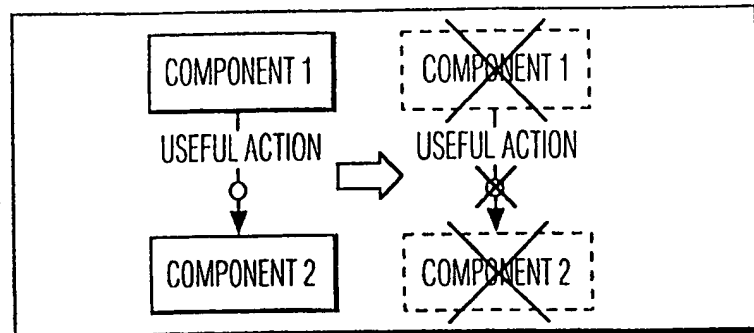 COMPONENT 1
USEFUL ACTION
COMPONENT 2
COMPONENT 1
USEFUL ACTION
COMPONENT 2